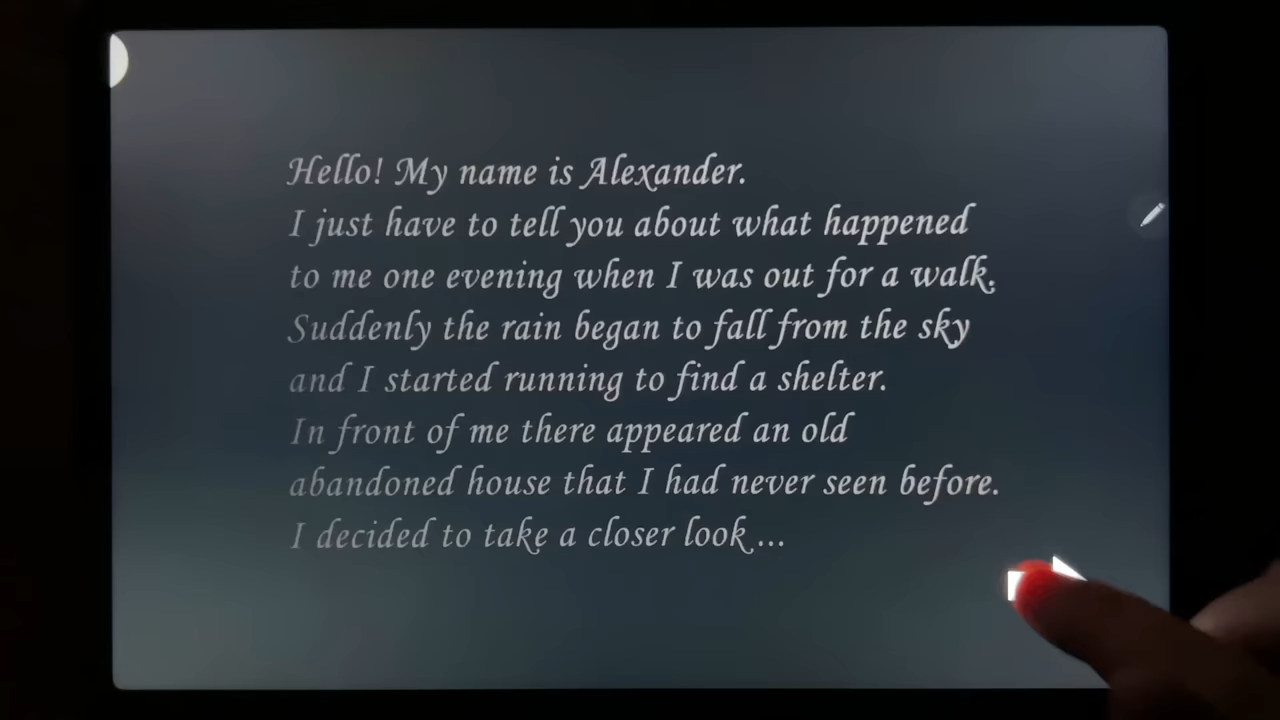 Hello! My name is Alexander.
I just have to tell you about what happened
to me one evening when I was out for a walk.
Suddenly the rain began to fall from the sky
and I started running to find a shelter.
In front of me there appeared an old
abandoned house that I had never seen before.
I decided to take a closer look...